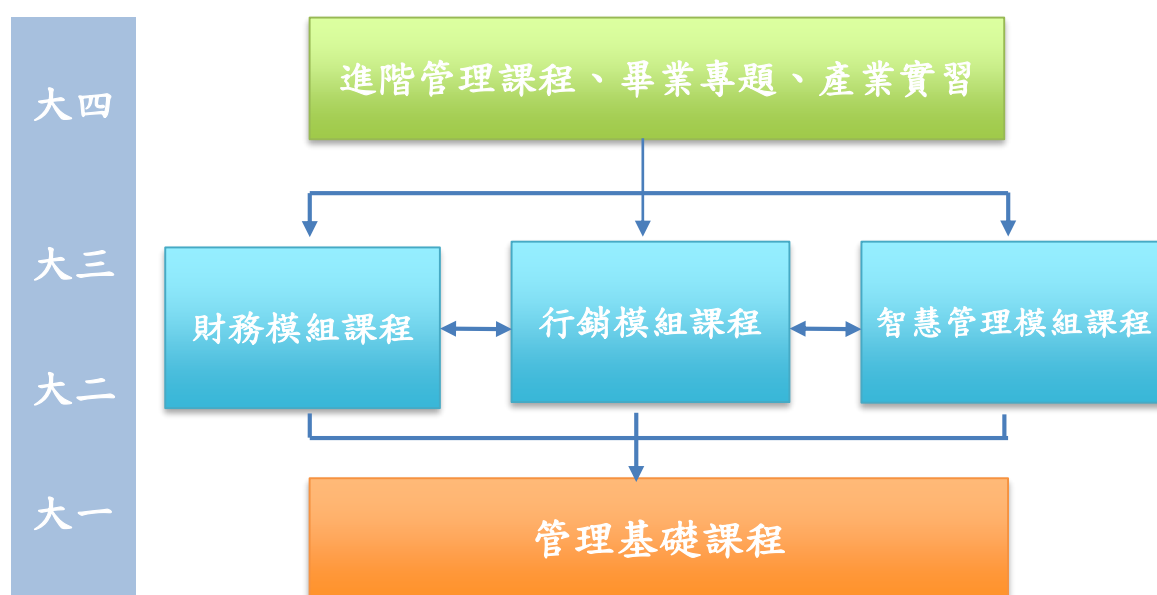 大四
進階管理課程、畢業專題、產業實習
大三
財務模組課程
行銷模組課程
智慧管理模組課程
大二
大一
管理基礎課程